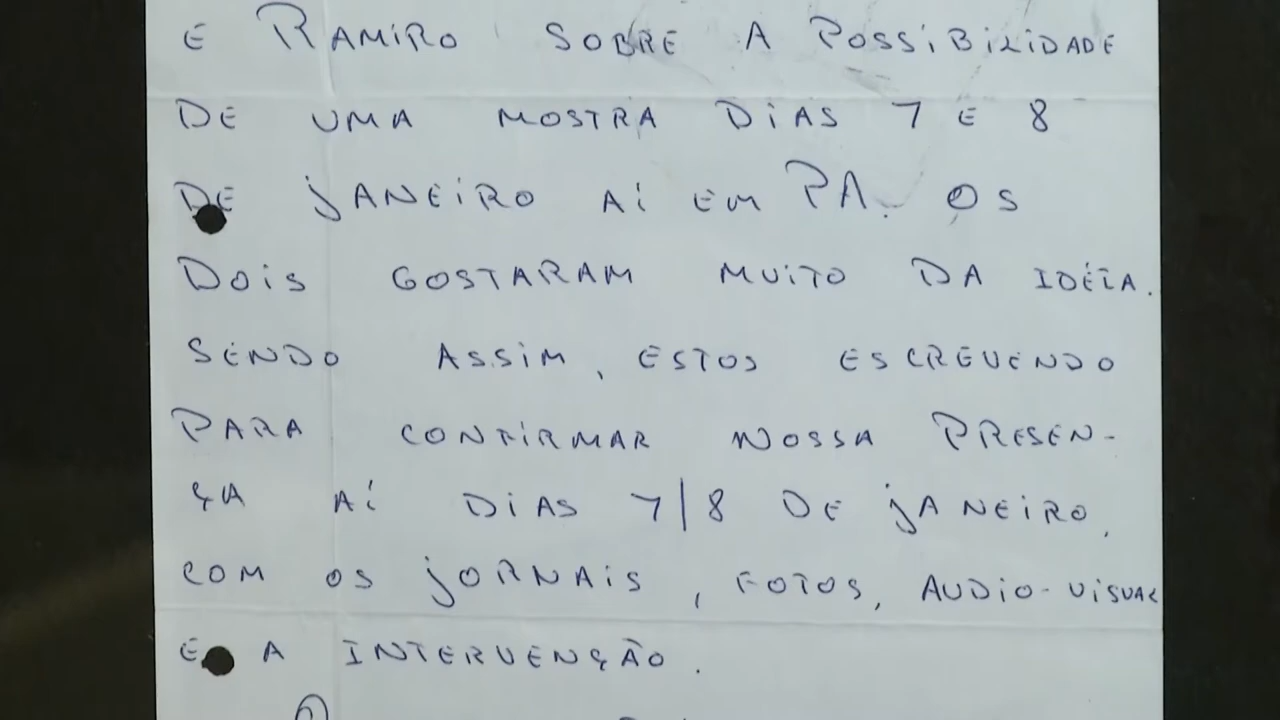 E RAMIRO SOBRE A POSSIBILIDADE
DE UMA MOSTRA DIAS 7 E 8
DE JANEIRO AÍ EM PA. OS
DOIS GOSTARAM MUITO DA IDÉIA.
SENDO ASSIM, ESTOS ESCREVENDO
PARA CONFIRMAR NOSSA PRESEN-
ÇA AÍ DIAS 7/8 DE JANEIRO,
COM OS JORNAIS, FOTOS, AUDIO-VISUAL
E A INTERVENÇÃO.